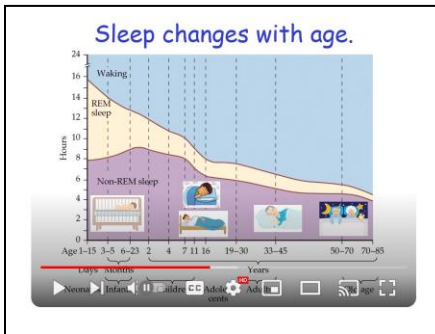 Sleep changes with age.
24
16
14
12
10
8
6
4
2
0
Hours
Waking
REM
sleep
Non-REM sleep
Age 1–15 3–5 6–23 2 4 7 11 16 19–30 33–45 50–70 70–85
Days Months Years
CC HD